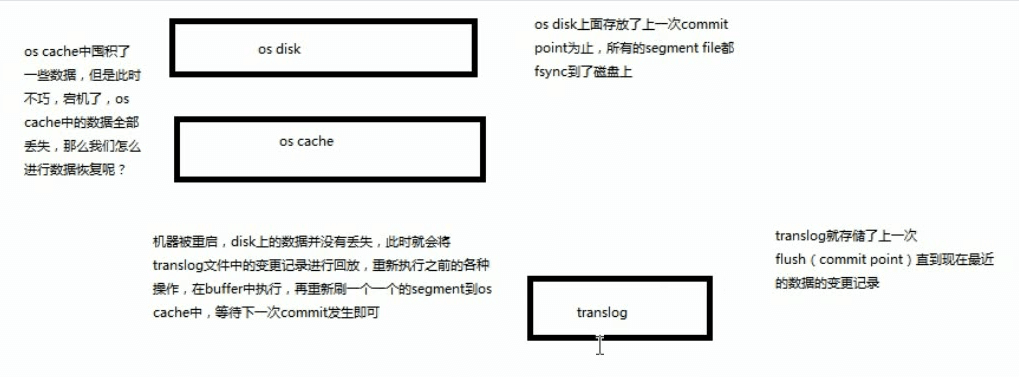 os cache中囤积了
一些数据，但是此时
不巧，宕机了，os
cache中的数据全部
丢失，那么我们怎么
进行数据恢复呢？
os disk
os disk上面存放了上一次commit
point为止，所有的segment file都
fsync到了磁盘上
os cache
机器被重启，disk上的数据并没有丢失，此时就会将
translog文件中的变更记录进行回放，重新执行之前的各种
操作，在buffer中执行，再重新刷一个一个的segment到os
cache中，等待下一次commit发生即可
translog就存储了上一次
flush（commit point）直到现在最近
的数据的变更记录
translog